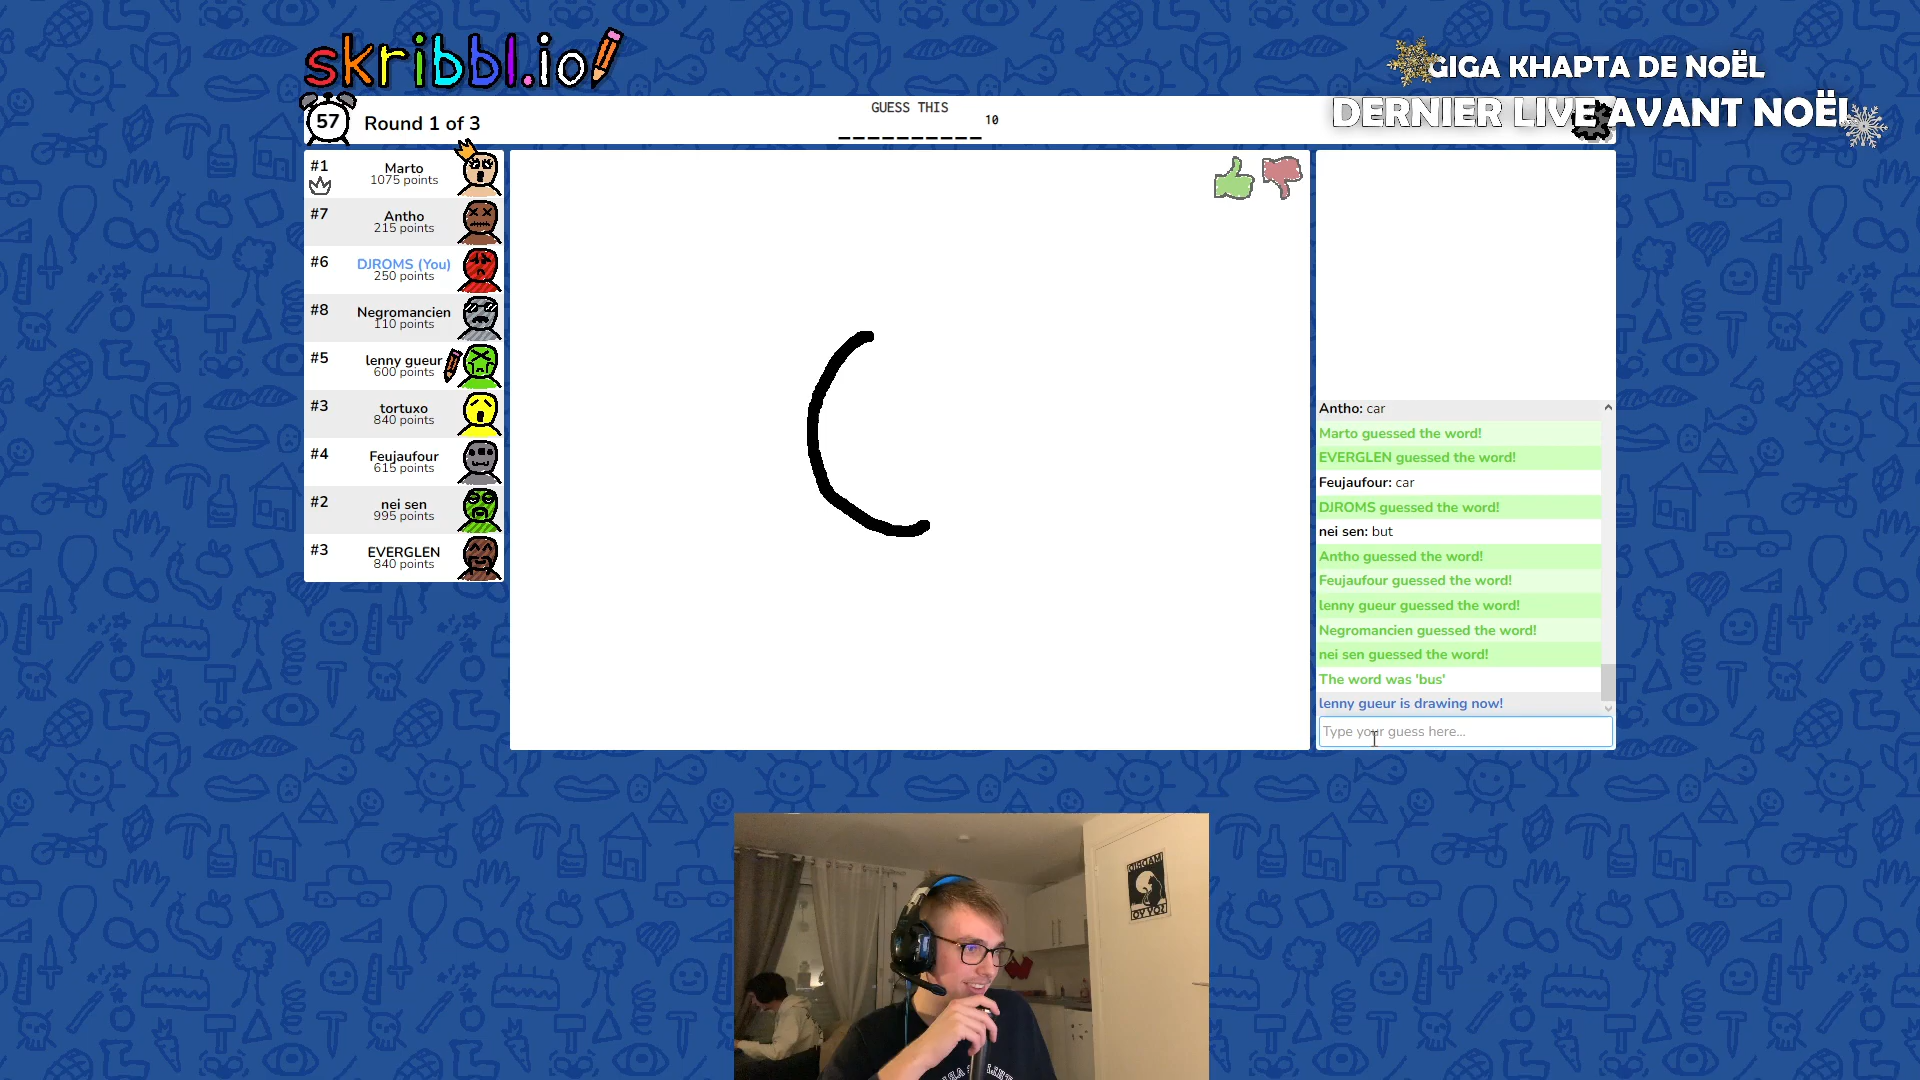 skribbl.io
GIGA KHAPTA DE NOËL
DERNIER LIVE AVANT NOËL
57
Round 1 of 3
GUESS THIS
__________ 10
#1
Marto
1075 points
#7
Antho
215 points
#6
DJROMS (You)
250 points
#8
Negromancien
110 points
#5
lenny gueur
600 points
#3
tortuxo
840 points
#4
Feujaufour
615 points
#2
nei sen
995 points
#3
EVERGLEN
840 points
Antho: car
Marto guessed the word!
EVERGLEN guessed the word!
Feujaufour: car
DJROMS guessed the word!
nei sen: but
Antho guessed the word!
Feujaufour guessed the word!
lenny gueur guessed the word!
Negromancien guessed the word!
nei sen guessed the word!
The word was 'bus'
lenny gueur is drawing now!
Type your guess here...